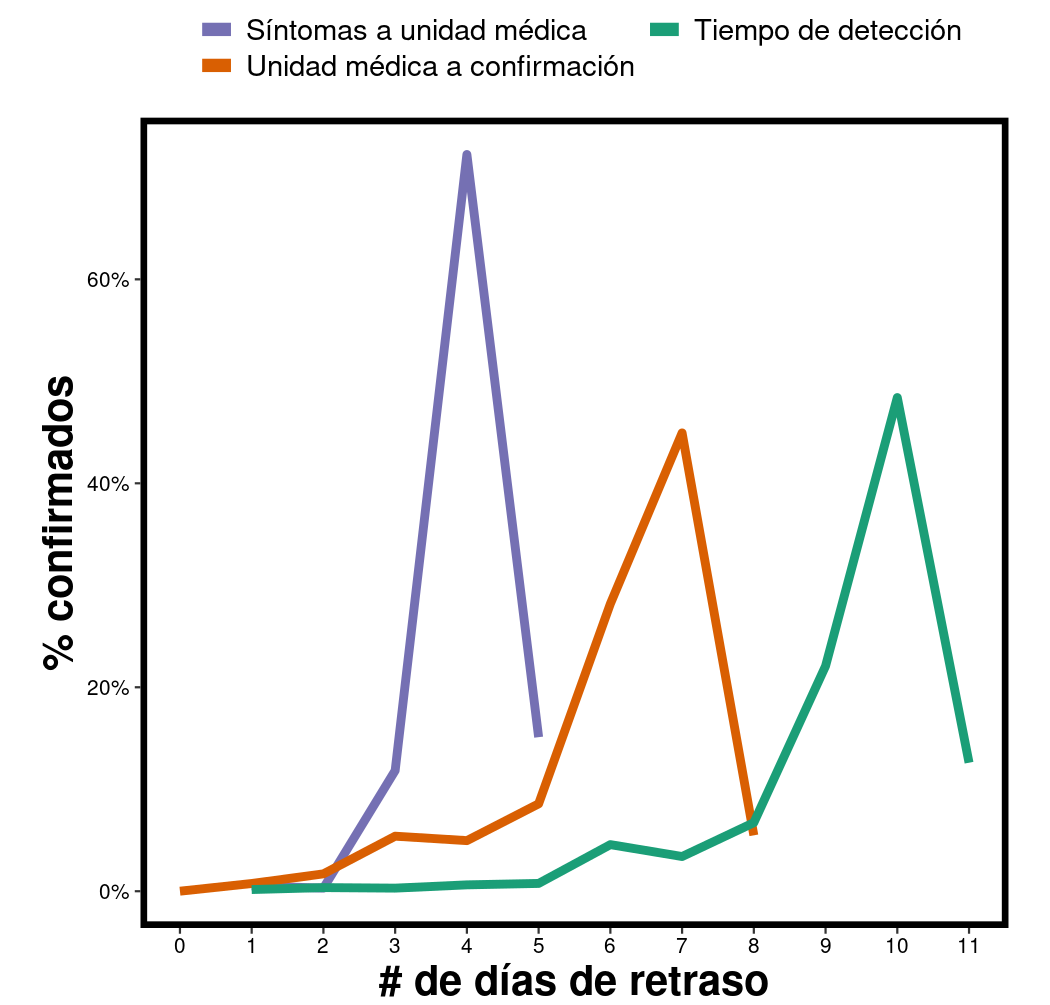 Síntomas a unidad médica
Tiempo de detección
Unidad médica a confirmación
% confirmados
60%
40%
20%
0%
0 1 2 3 4 5 6 7 8 9 10 11
# de días de retraso